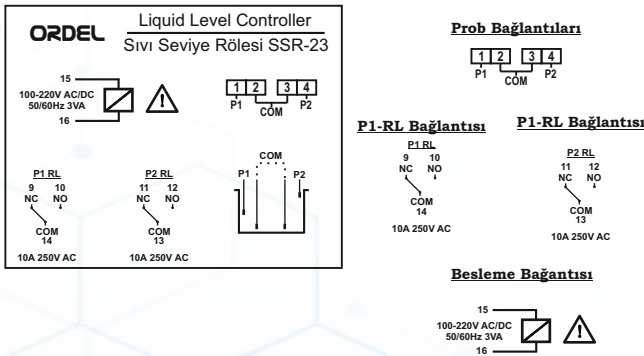 ORDEL
Liquid Level Controller
Sıvı Seviye Rölesi SSR-23
15
100-220V AC/DC
50/60Hz 3VA
16
1 2 3 4
P1 COM P2
P1 RL
9 10
NC NO
COM
14
10A 250V AC
P2 RL
11 12
NC NO
COM
13
10A 250V AC
COM
P1 P2
Prob Bağlantıları
1 2 3 4
P1 COM P2
P1-RL Bağlantısı
P1 RL
9 10
NC NO
COM
14
10A 250V AC
P1-RL Bağlantısı
P2 RL
11 12
NC NO
COM
13
10A 250V AC
Besleme Bağantısı
15
100-220V AC/DC
50/60Hz 3VA
16